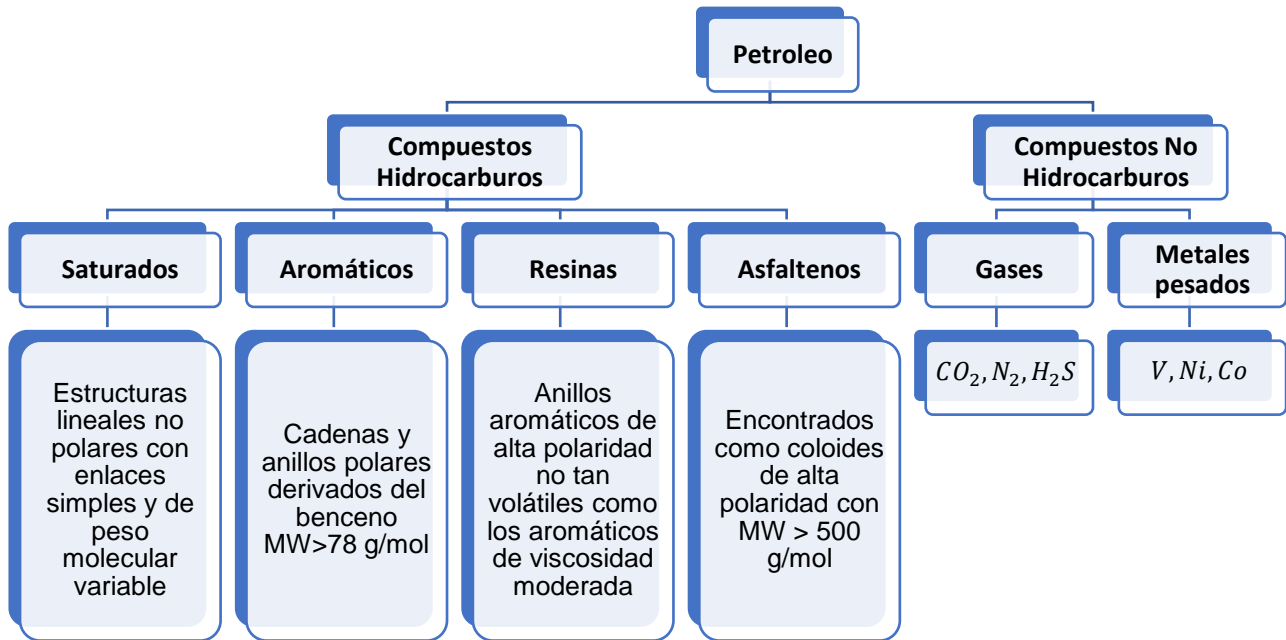 Petroleo
Compuestos
Hidrocarburos
Compuestos No
Hidrocarburos
Saturados
Aromáticos
Resinas
Asfaltenos
Gases
Metales
pesados
Estructuras
lineales no
polares con
enlaces
simples y de
peso
molecular
variable
Cadenas y
anillos polares
derivados del
benceno
MW>78 g/mol
Anillos
aromáticos de
alta polaridad
no tan
volátiles como
los aromáticos
de viscosidad
moderada
Encontrados
como coloides
de alta
polaridad con
MW > 500
g/mol
CO₂, N₂, H₂S
V, Ni, Co